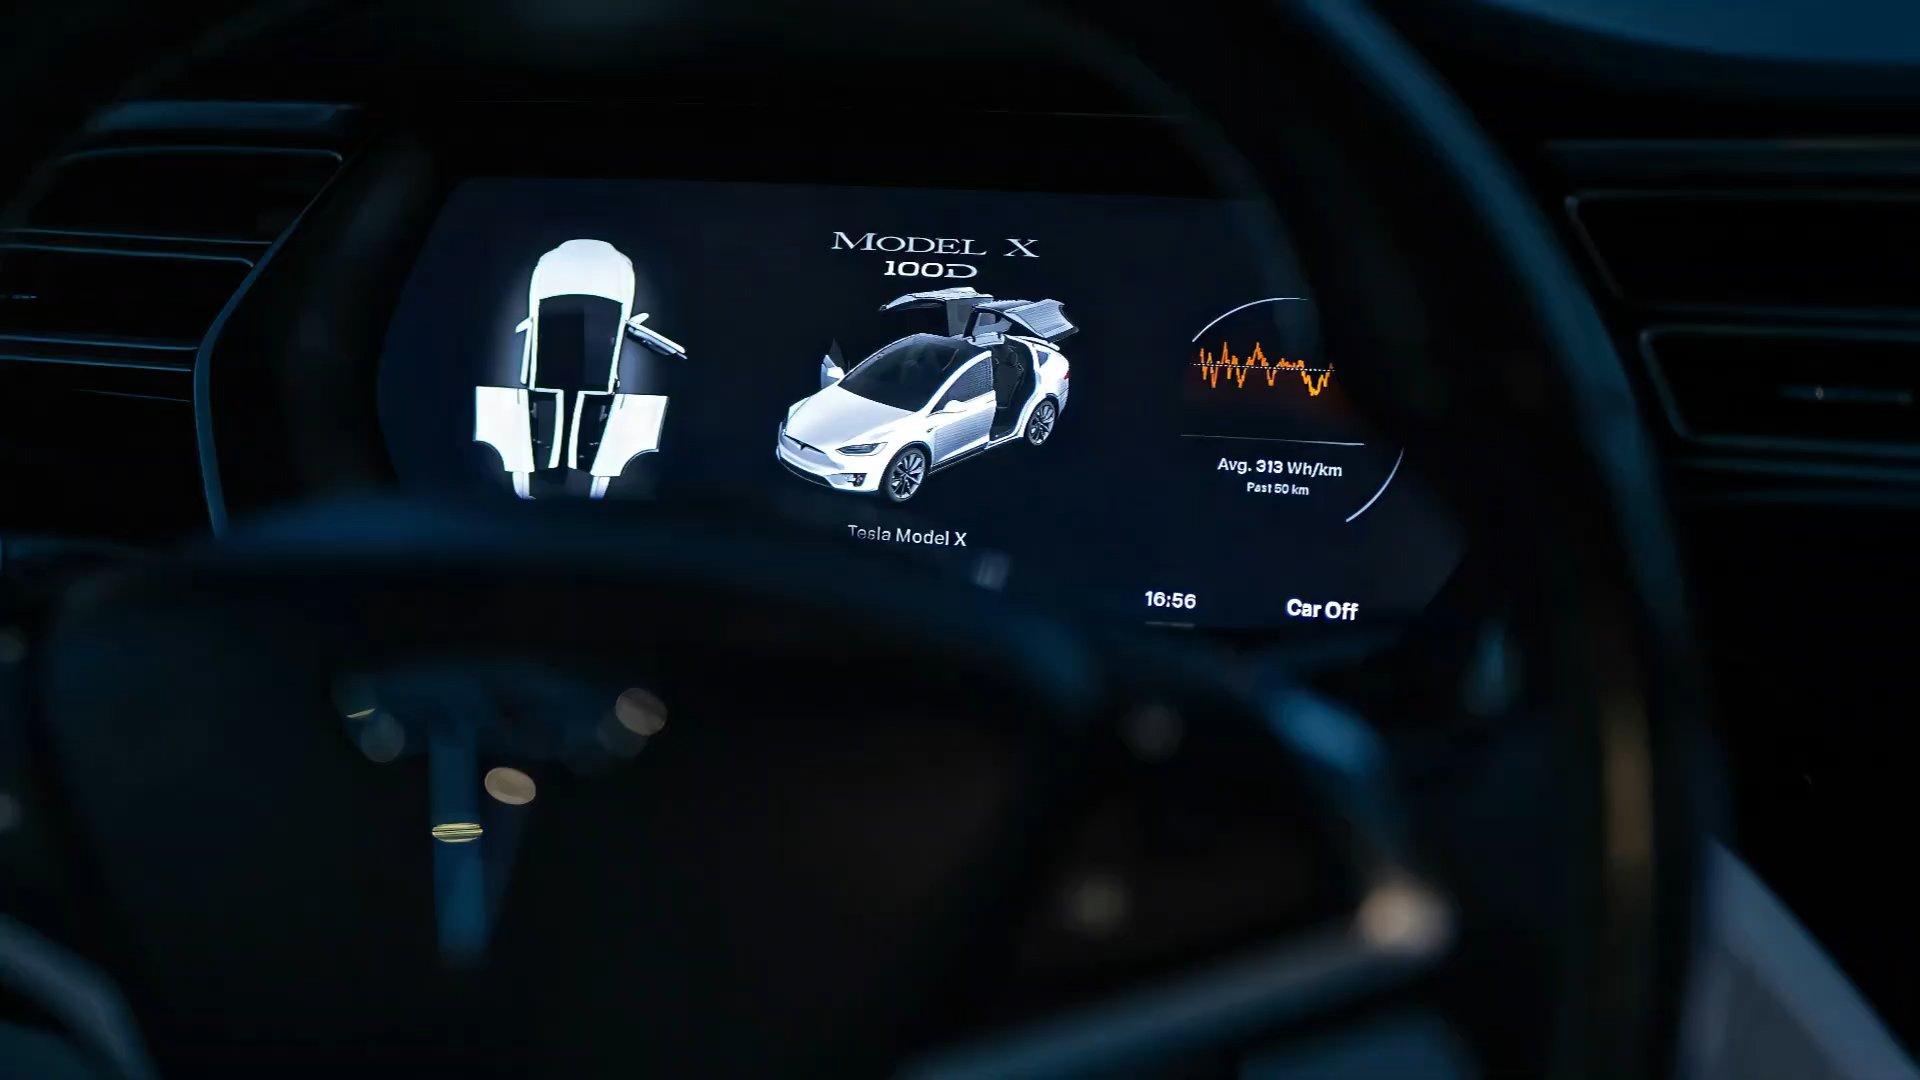 MODEL X
100D
Avg. 313 Wh/km
Past 50 km
Tesla Model X
16:56
Car Off